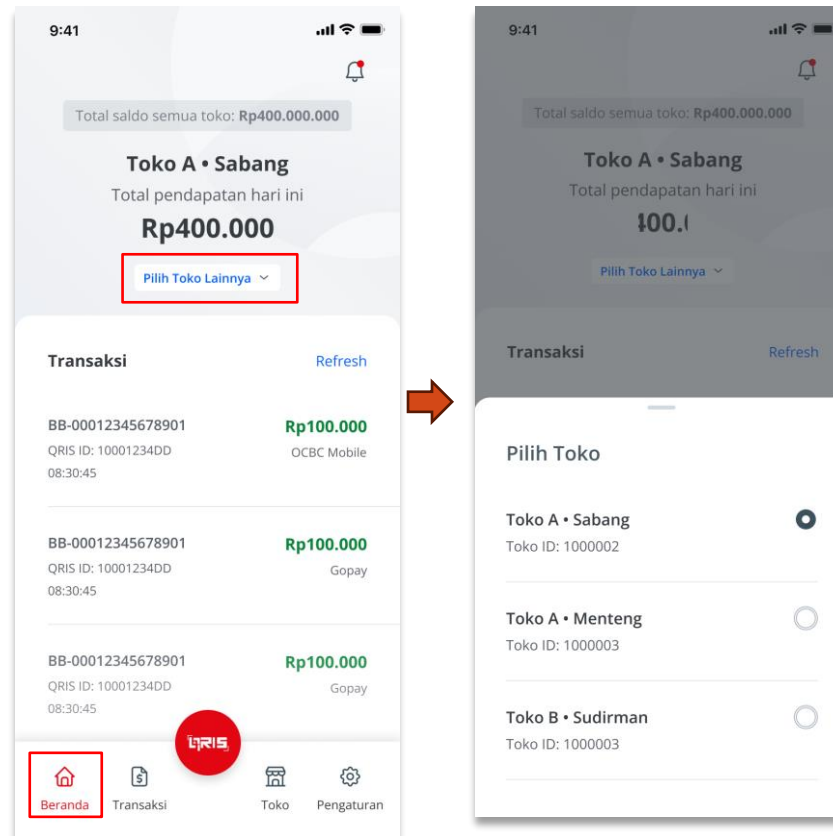 9:41
Total saldo semua toko: Rp400.000.000
Toko A • Sabang
Total pendapatan hari ini
Rp400.000
Pilih Toko Lainnya
Transaksi Refresh
BB-00012345678901 Rp100.000
QRIS ID: 10001234DD OCBC Mobile
08:30:45
BB-00012345678901 Rp100.000
QRIS ID: 10001234DD Gopay
08:30:45
BB-00012345678901 Rp100.000
QRIS ID: 10001234DD Gopay
08:30:45
QRIS
Beranda Transaksi Toko Pengaturan
9:41
Total saldo semua toko: Rp400.000.000
Toko A • Sabang
Total pendapatan hari ini
Pilih Toko Lainnya
Transaksi Refresh
Pilih Toko
Toko A • Sabang
Toko ID: 1000002
Toko A • Menteng
Toko ID: 1000003
Toko B • Sudirman
Toko ID: 1000003